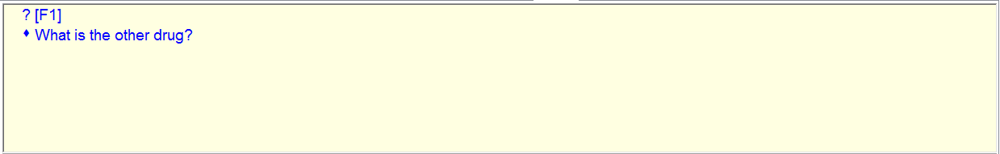 ? [F1]
♦ What is the other drug?